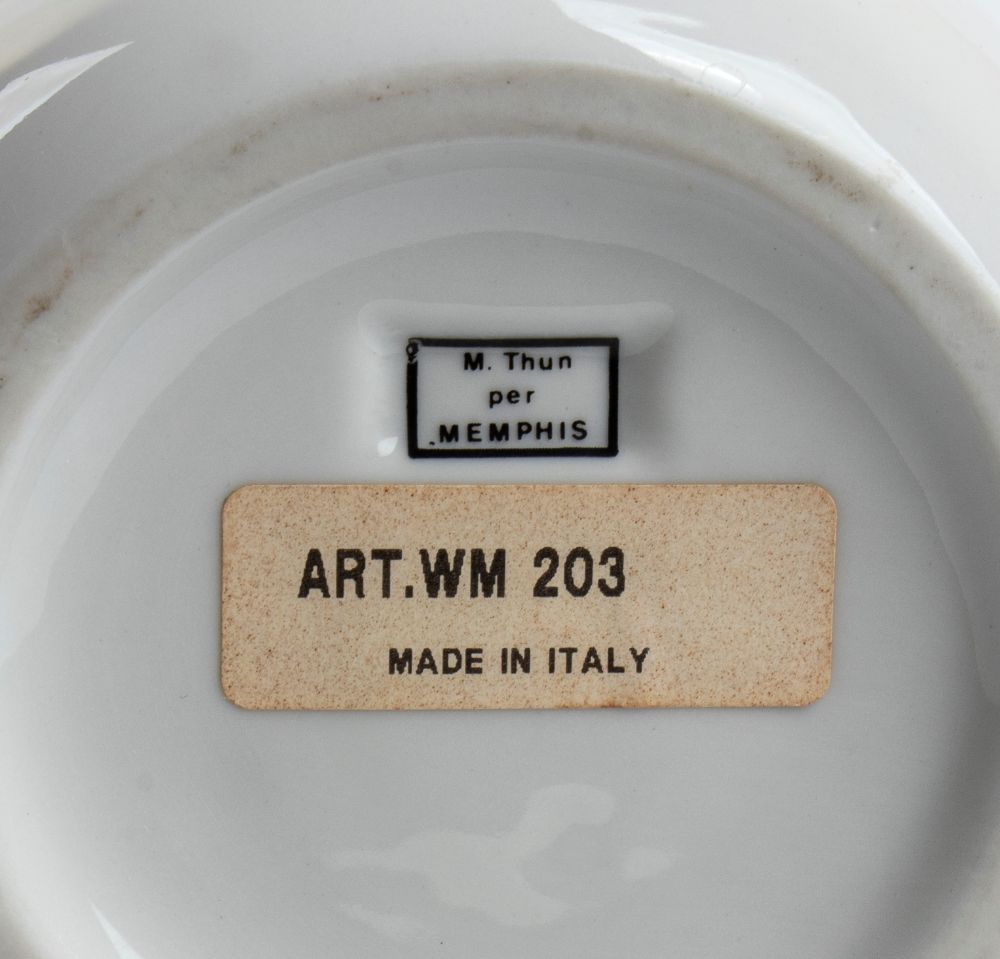 M. Thun
per
MEMPHIS
ART.WM 203
MADE IN ITALY